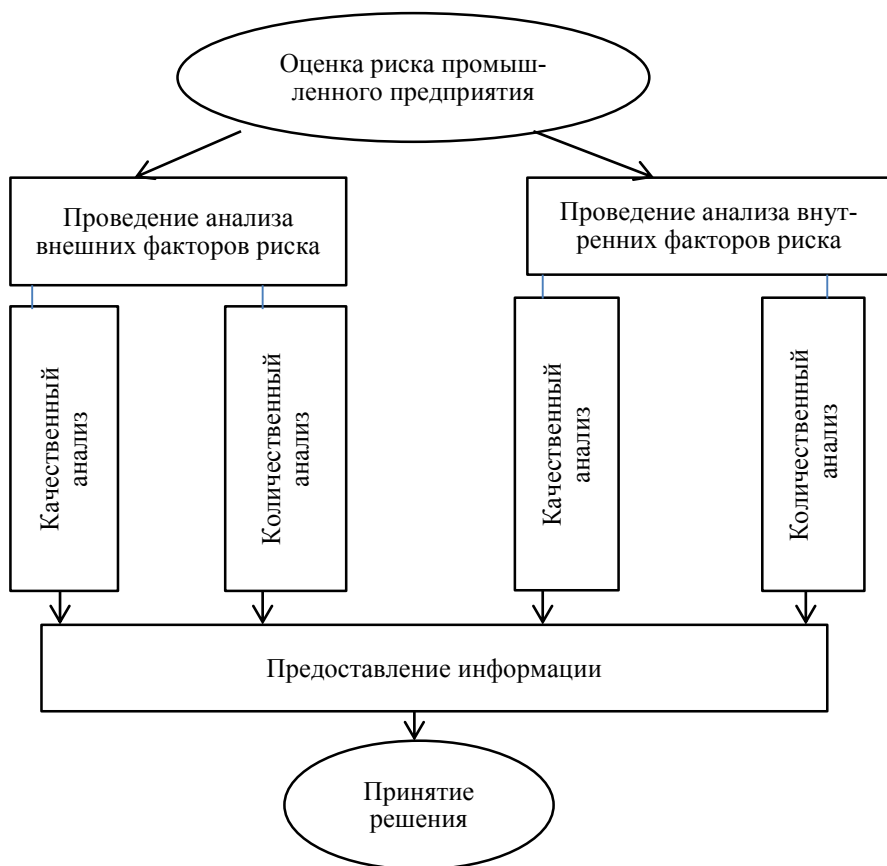 Оценка риска промыш-
ленного предприятия
Проведение анализа
внешних факторов риска
Проведение анализа внут-
ренних факторов риска
Качественный
анализ
Количественный
анализ
Качественный
анализ
Количественный
анализ
Предоставление информации
Принятие
решения